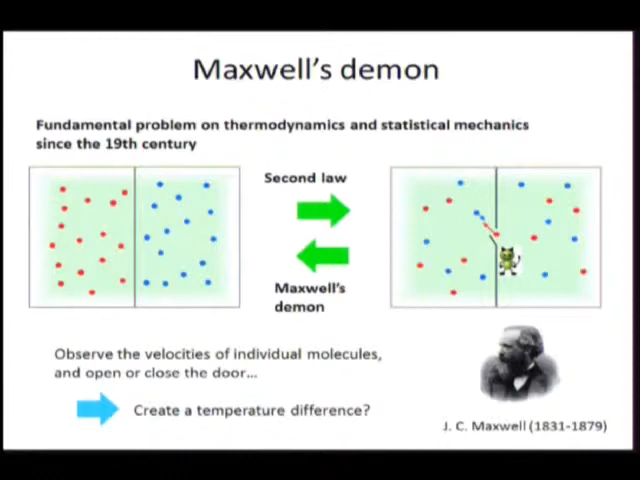 Maxwell's demon
Fundamental problem on thermodynamics and statistical mechanics
since the 19th century
Second law
Maxwell's
demon
Observe the velocities of individual molecules,
and open or close the door...
Create a temperature difference?
J. C. Maxwell (1831-1879)